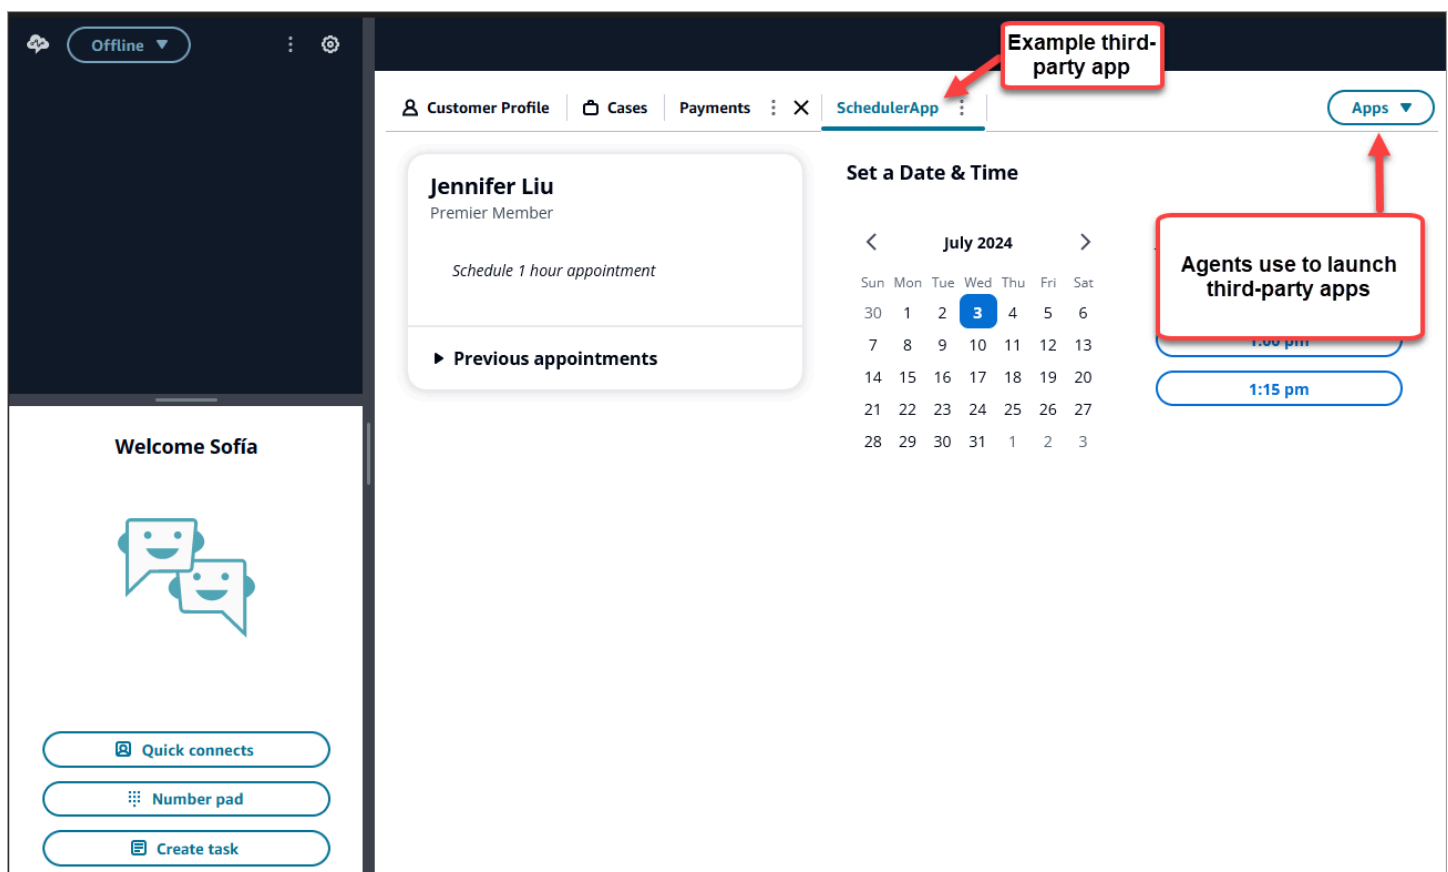 Offline
Example third-
party app
Customer Profile
Cases
Payments
SchedulerApp
Apps
Jennifer Liu
Premier Member
Schedule 1 hour appointment
Previous appointments
Set a Date & Time
July 2024
Sun Mon Tue Wed Thu Fri Sat
30 1 2 3 4 5 6
7 8 9 10 11 12 13
14 15 16 17 18 19 20
21 22 23 24 25 26 27
28 29 30 31 1 2 3
Agents use to launch
third-party apps
1:00 pm
1:15 pm
Welcome Sofía
Quick connects
Number pad
Create task